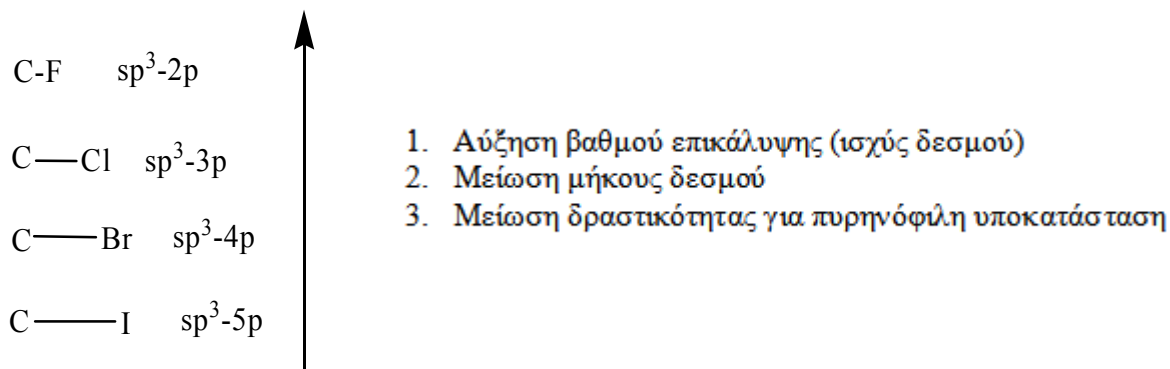 C-F sp³-2p
C—Cl sp³-3p
C—Br sp³-4p
C—I sp³-5p
1. Αύξηση βαθμού επικάλυψης (ισχύς δεσμού)
2. Μείωση μήκους δεσμού
3. Μείωση δραστικότητας για πυρηνόφιλη υποκατάσταση